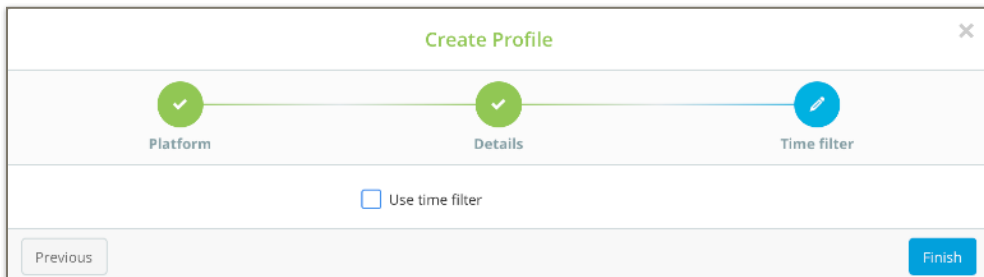 Create Profile
Platform Details Time filter
Use time filter
Previous Finish